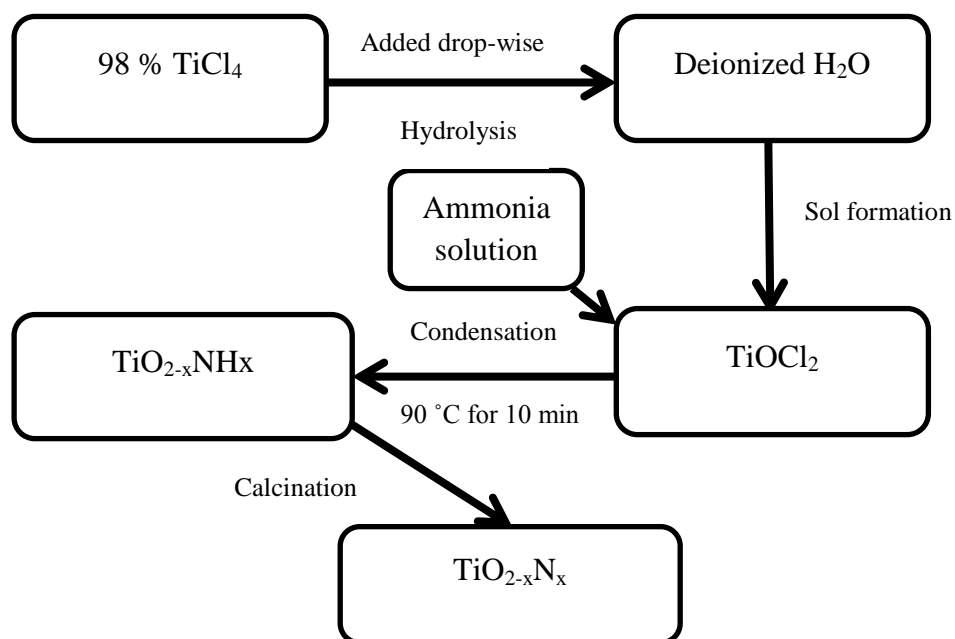 98 % TiCl₄
Added drop-wise
Deionized H₂O
Hydrolysis
Ammonia
solution
Sol formation
Condensation
TiOCl₂
TiO₂₋ₓNHx
90 ˚C for 10 min
Calcination
TiO₂₋ₓNₓ